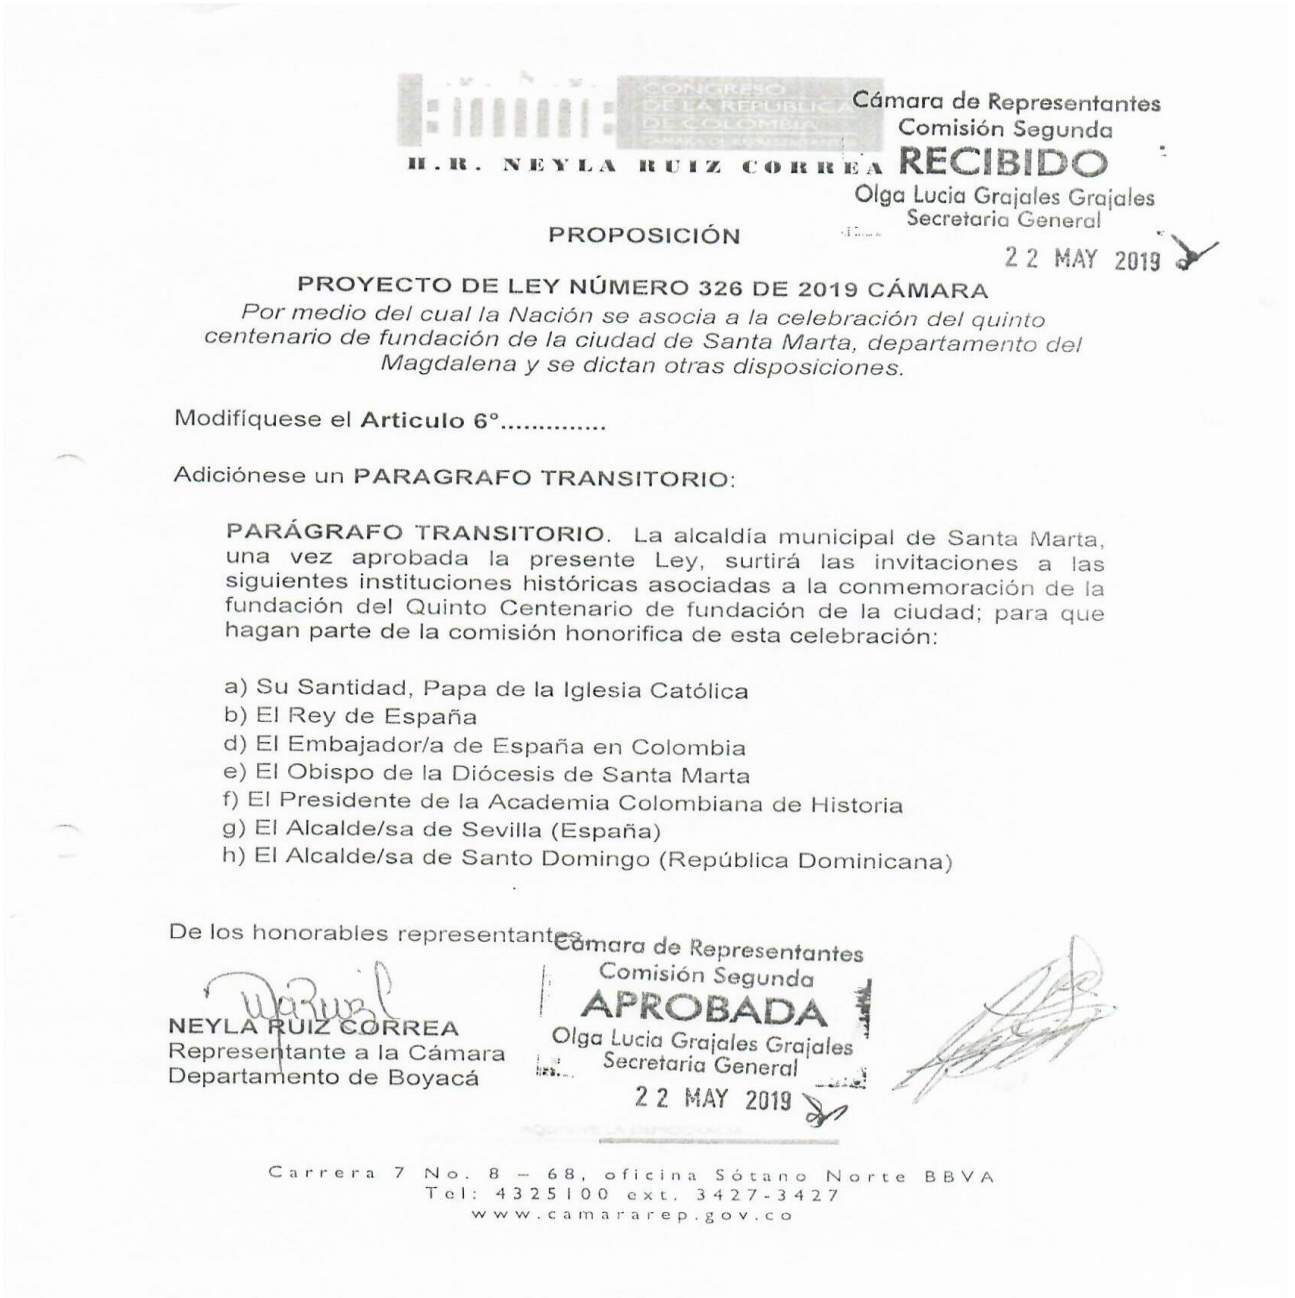 CONGRESO
DE LA REPÚBLICA
DE COLOMBIA
H.R. NEYLA RUIZ CORREA
Cámara de Representantes
Comisión Segunda
RECIBIDO
Olga Lucia Grajales Grajales
Secretaria General
22 MAY 2019
PROPOSICIÓN
PROYECTO DE LEY NÚMERO 326 DE 2019 CÁMARA
Por medio del cual la Nación se asocia a la celebración del quinto
centenario de fundación de la ciudad de Santa Marta, departamento del
Magdalena y se dictan otras disposiciones.
Modifíquese el Articulo 6°..............
Adiciónese un PARAGRAFO TRANSITORIO:
PARÁGRAFO TRANSITORIO. La alcaldía municipal de Santa Marta,
una vez aprobada la presente Ley, surtirá las invitaciones a las
siguientes instituciones históricas asociadas a la conmemoración de la
fundación del Quinto Centenario de fundación de la ciudad; para que
hagan parte de la comisión honorifica de esta celebración:
a) Su Santidad, Papa de la Iglesia Católica
b) El Rey de España
d) El Embajador/a de España en Colombia
e) El Obispo de la Diócesis de Santa Marta
f) El Presidente de la Academia Colombiana de Historia
g) El Alcalde/sa de Sevilla (España)
h) El Alcalde/sa de Santo Domingo (República Dominicana)
De los honorables representantes,
NEYLA RUIZ CORREA
Representante a la Cámara
Departamento de Boyacá
Cámara de Representantes
Comisión Segunda
APROBADA
Olga Lucia Grajales Grajales
Secretaria General
22 MAY 2019
Carrera 7 No. 8 – 68, oficina Sótano Norte BBVA
Tel: 4325100 ext. 3427-3427
www.camararep.gov.co